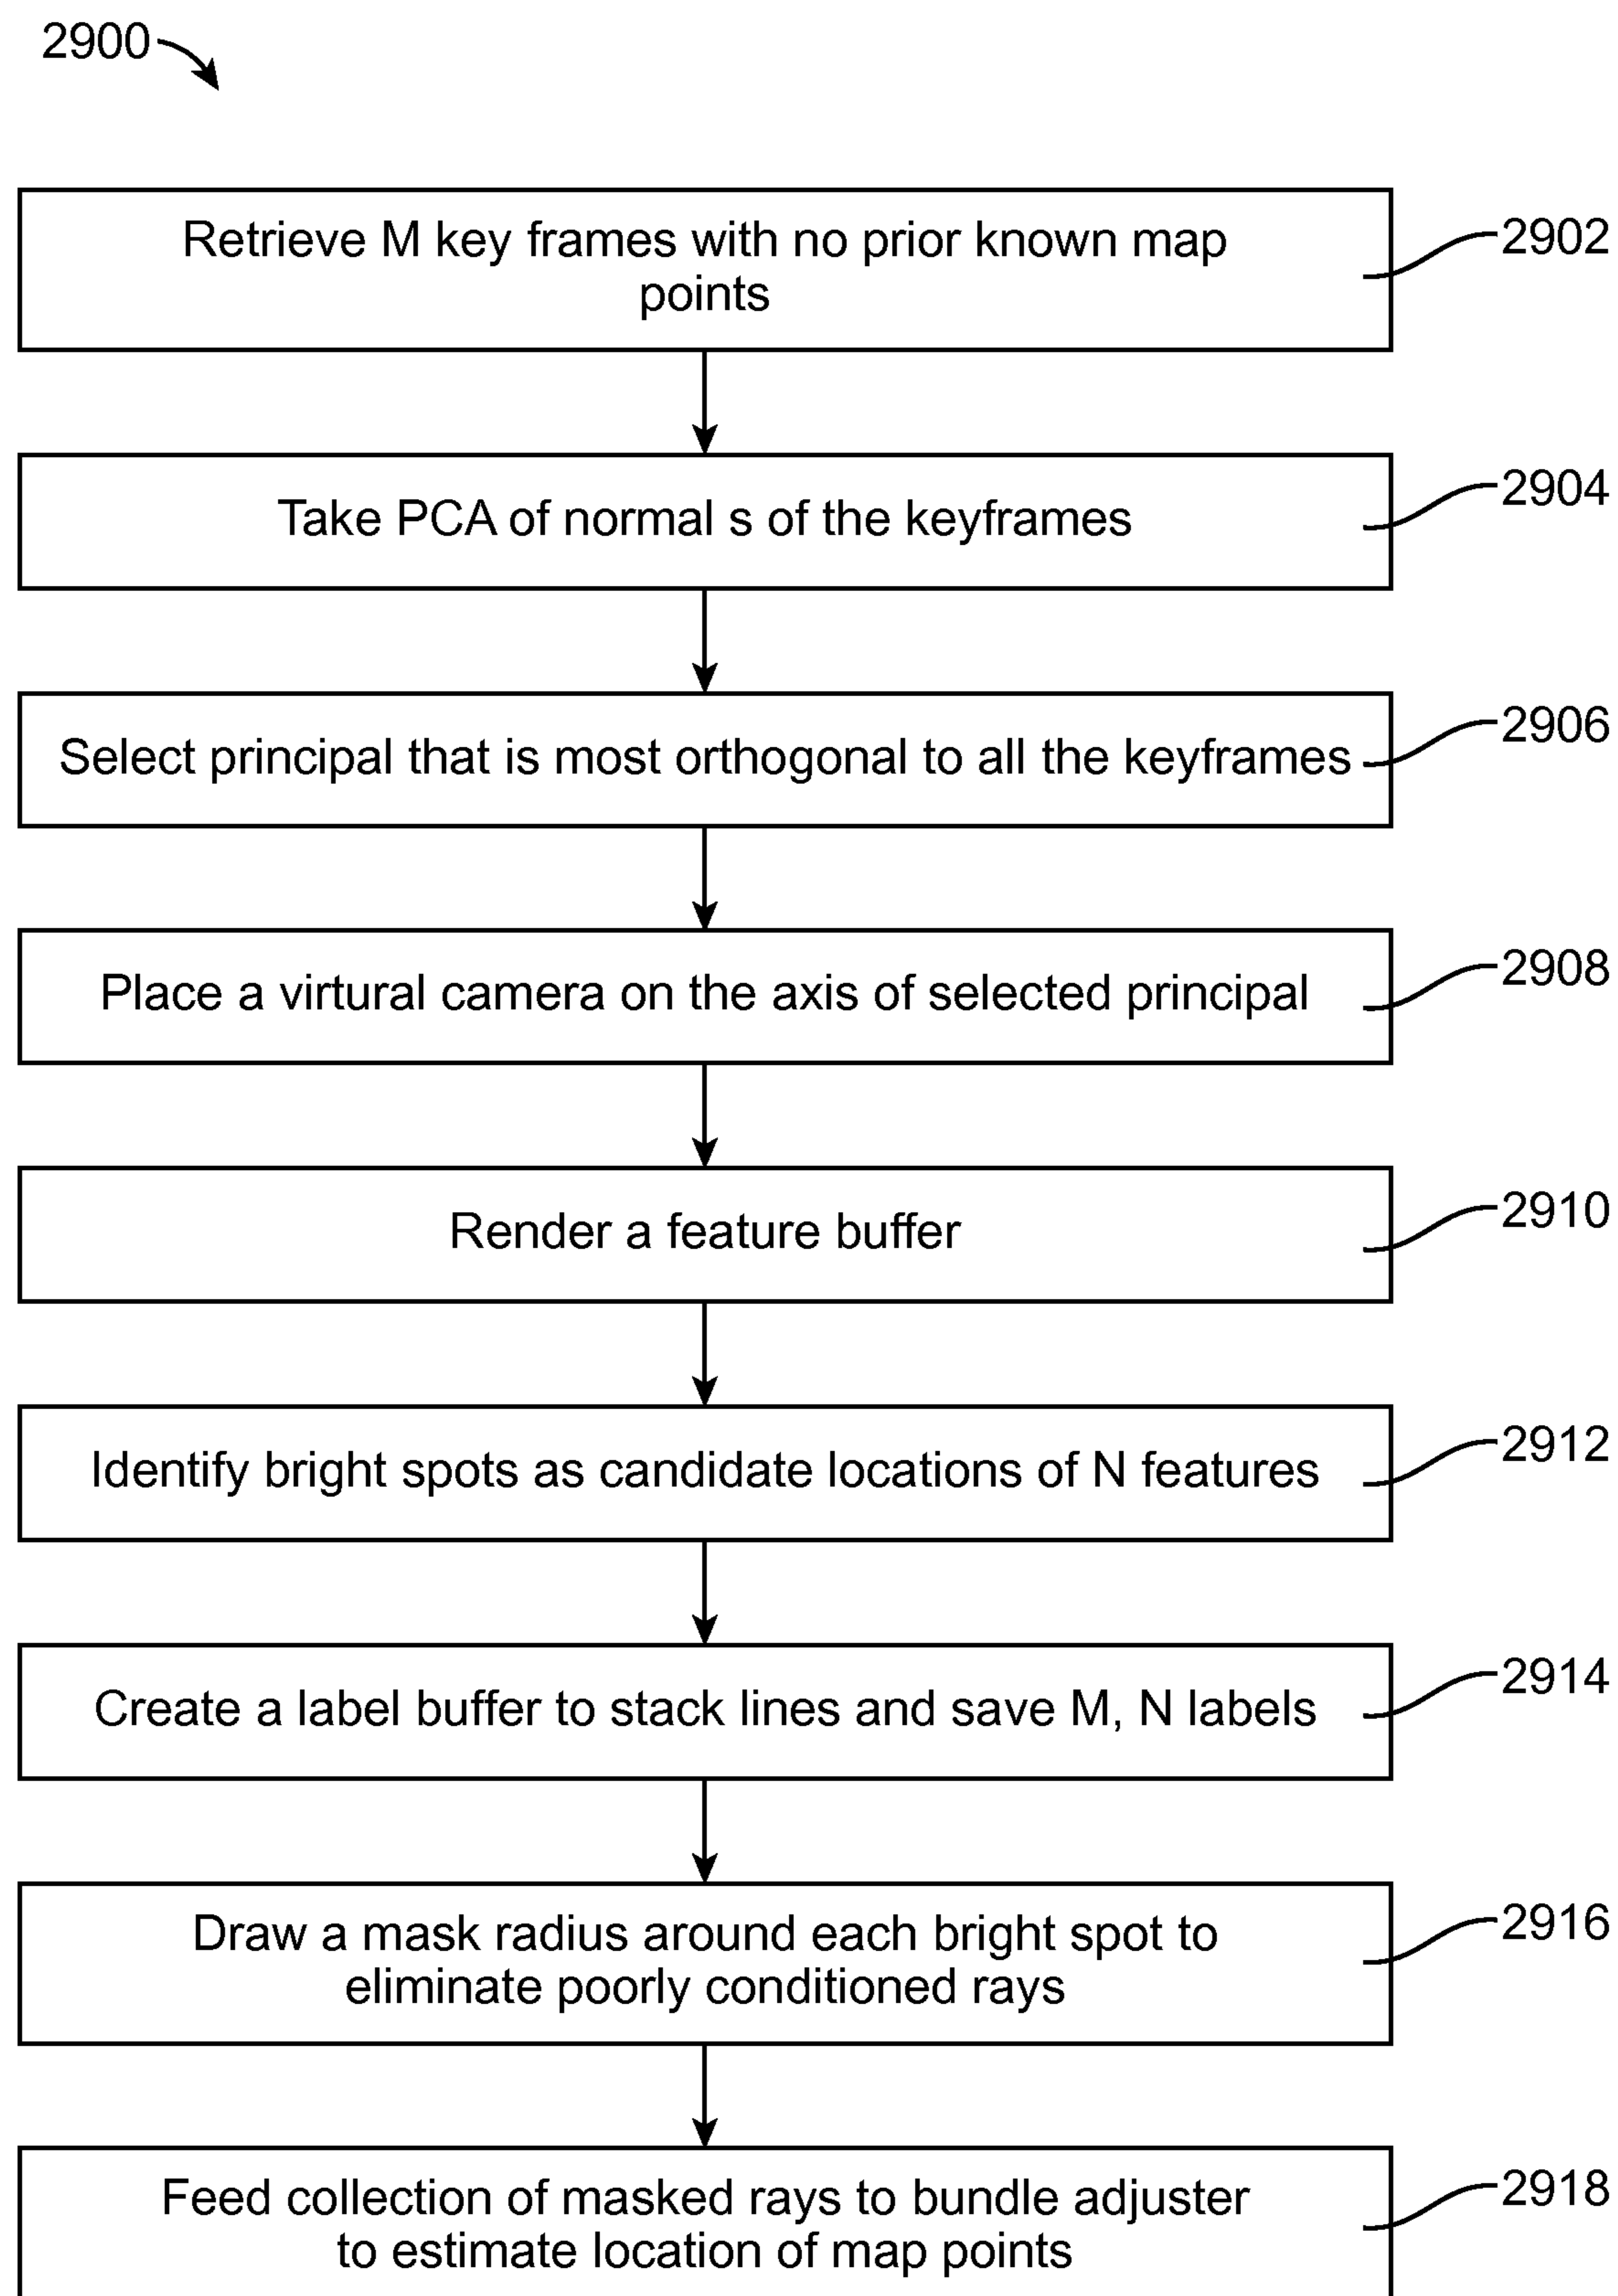 2900
Retrieve M key frames with no prior known map
points
2902
Take PCA of normal s of the keyframes
2904
Select principal that is most orthogonal to all the keyframes
2906
Place a virtural camera on the axis of selected principal
2908
Render a feature buffer
2910
Identify bright spots as candidate locations of N features
2912
Create a label buffer to stack lines and save M, N labels
2914
Draw a mask radius around each bright spot to
eliminate poorly conditioned rays
2916
Feed collection of masked rays to bundle adjuster
to estimate location of map points
2918